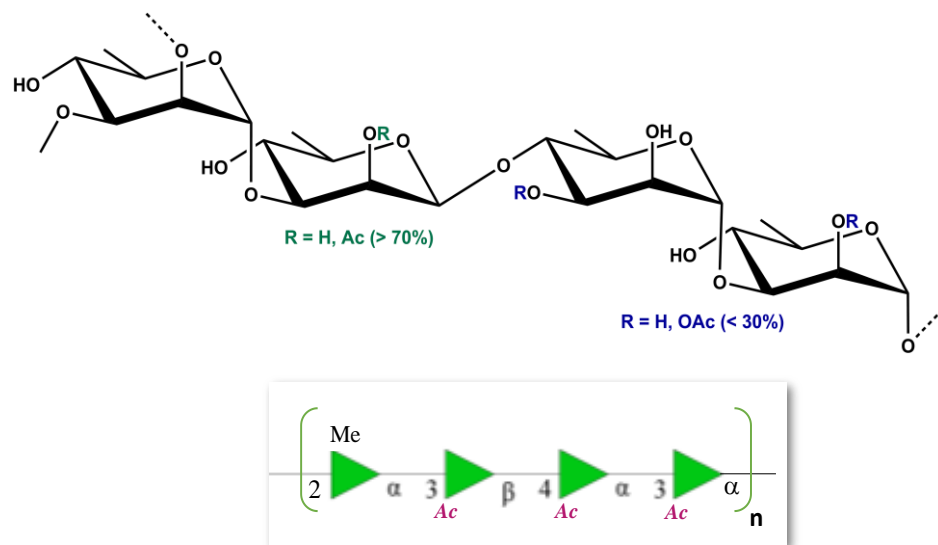 O O
HO
O
OR O
HO
O
O
OH O
RO
R = H, Ac (> 70%)
OR O
HO
O
R = H, OAc (< 30%)
O
Me
2 α 3 β 4 α 3 α
Ac Ac Ac
n